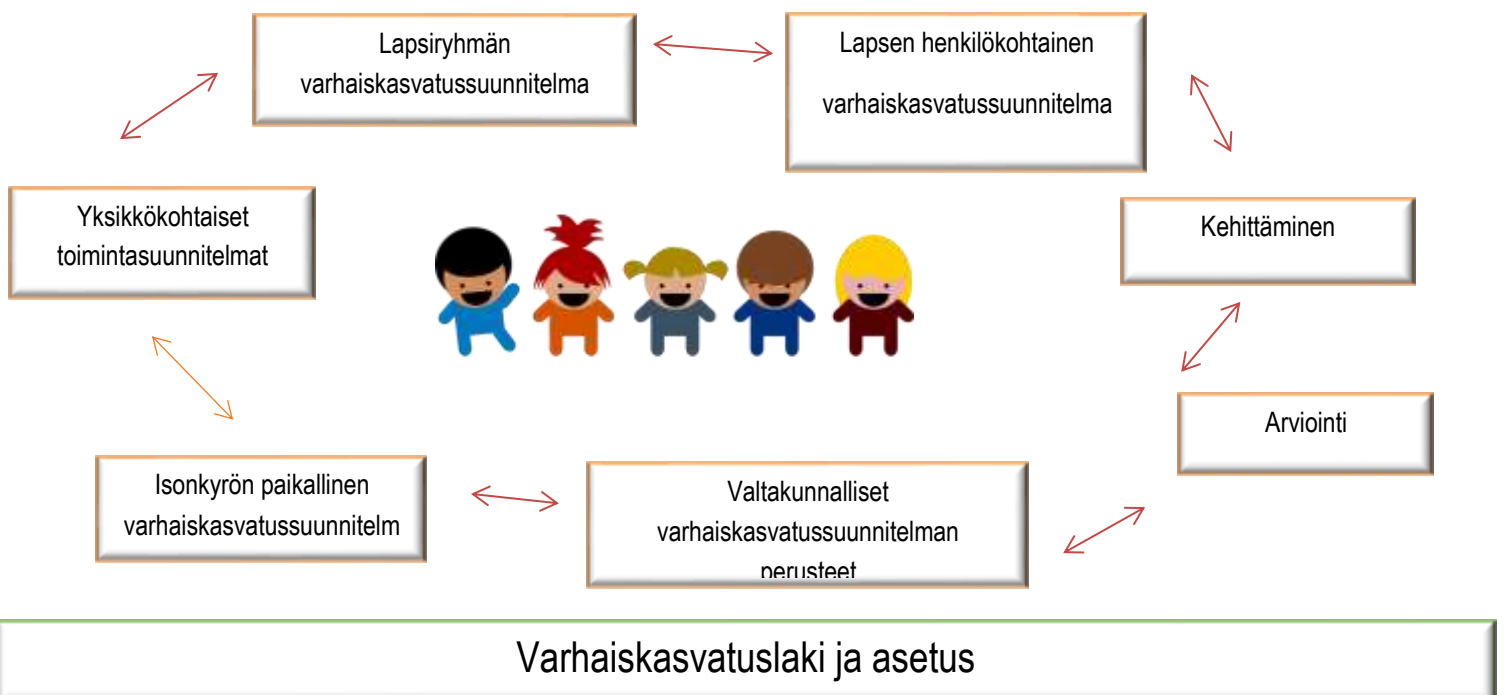 Lapsiryhmän
varhaiskasvatussuunnitelma
Lapsen henkilökohtainen
varhaiskasvatussuunnitelma
Yksikkökohtaiset
toimintasuunnitelmat
Kehittäminen
Arviointi
Isonkyrön paikallinen
varhaiskasvatussuunnitelm
Valtakunnalliset
varhaiskasvatussuunnitelman
perusteet
Varhaiskasvatuslaki ja asetus